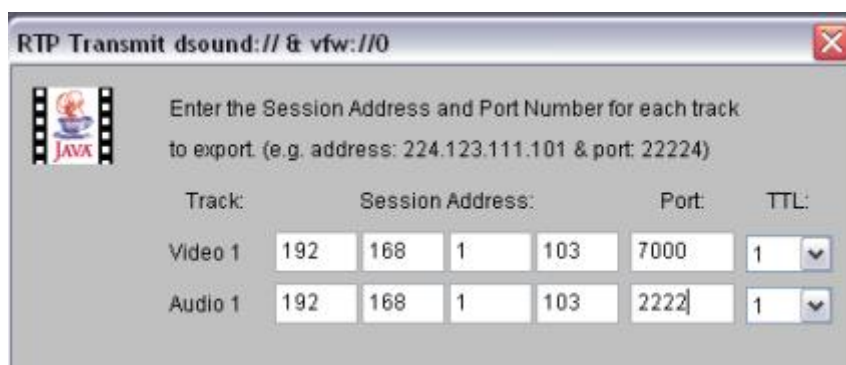 RTP Transmit dsound:// & vfw://0
Enter the Session Address and Port Number for each track
to export. (e.g. address: 224.123.111.101 & port: 22224)
JAVA
Track: Session Address: Port: TTL:
Video 1 192 168 1 103 7000 1
Audio 1 192 168 1 103 2222 1